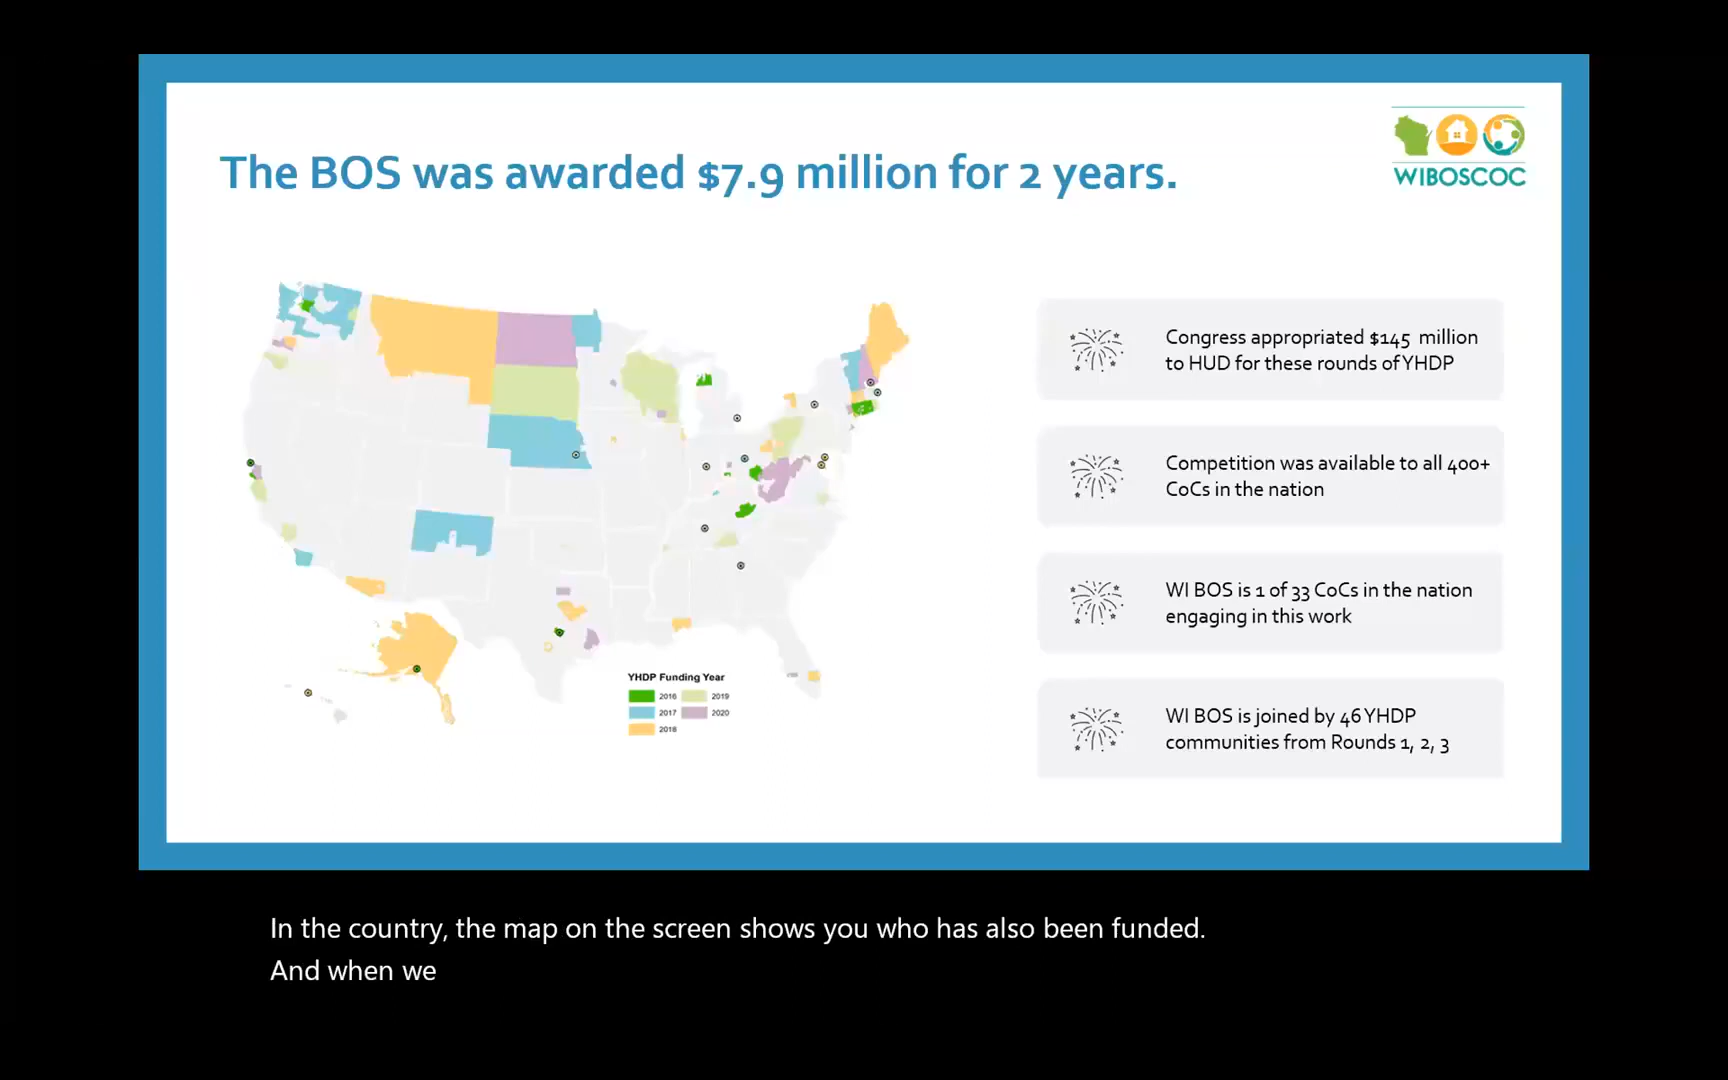 The BOS was awarded $7.9 million for 2 years.
WIBOSCOC
Congress appropriated $145 million
to HUD for these rounds of YHDP
Competition was available to all 400+
CoCs in the nation
WI BOS is 1 of 33 CoCs in the nation
engaging in this work
WI BOS is joined by 46 YHDP
communities from Rounds 1, 2, 3
YHDP Funding Year
2016 2019
2017 2020
2018
In the country, the map on the screen shows you who has also been funded.
And when we